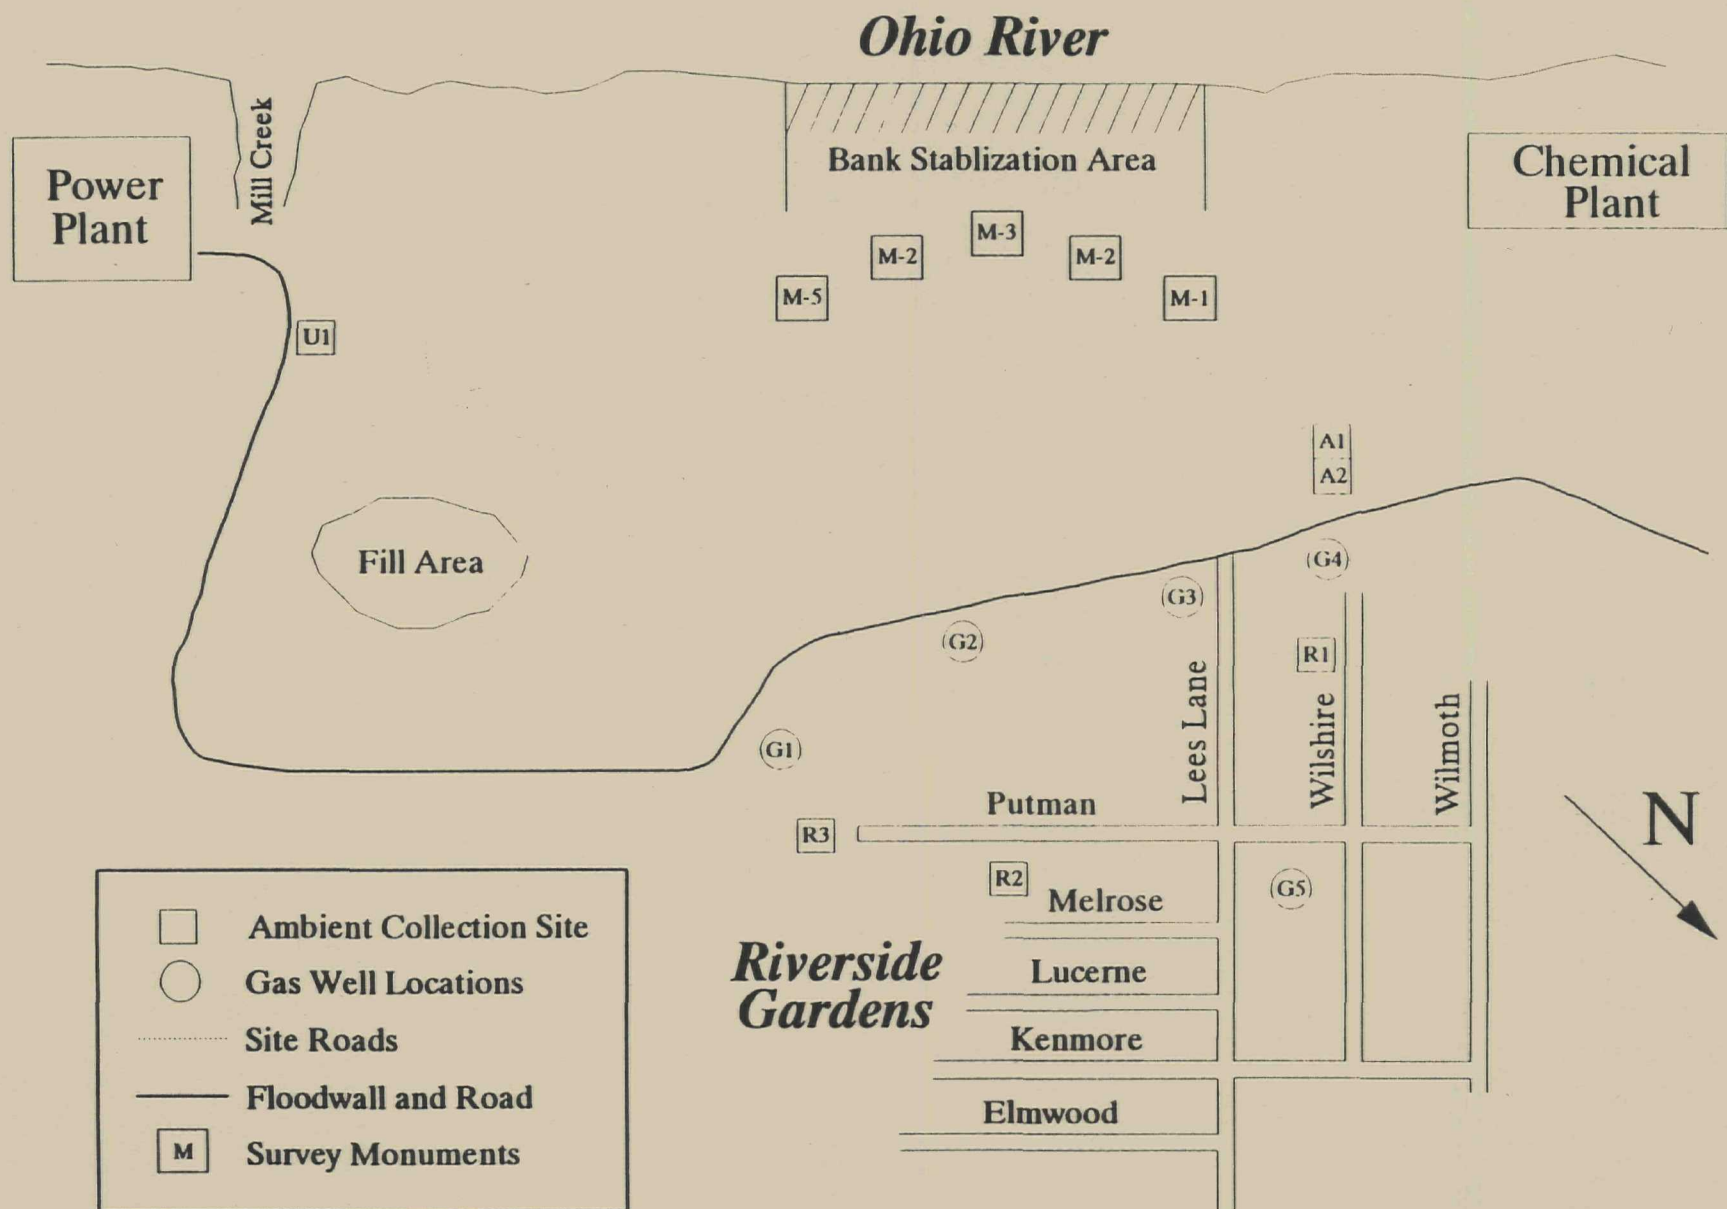 Ohio River
Mill Creek
Power
Plant
Bank Stablization Area
Chemical
Plant
M-3
M-2
M-2
M-5
M-1
U1
A1
A2
Fill Area
G4
G3
G2
R1
Lees Lane
Wilshire
Wilmoth
G1
Putman
N
R3
R2
G5
Melrose
Riverside
Gardens
Lucerne
Kenmore
Elmwood
Ambient Collection Site
Gas Well Locations
Site Roads
Floodwall and Road
M Survey Monuments